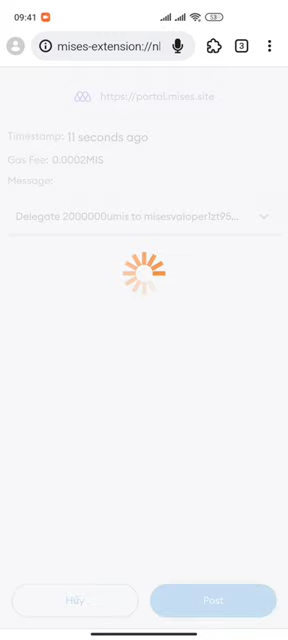 09:41
53
mises-extension://nl
3
https://portal.mises.site
Timestamp: 11 seconds ago
Gas Fee: 0.0002MIS
Message:
Delegate 2000000umis to misesvaloper1zt95...
Hủy
Post